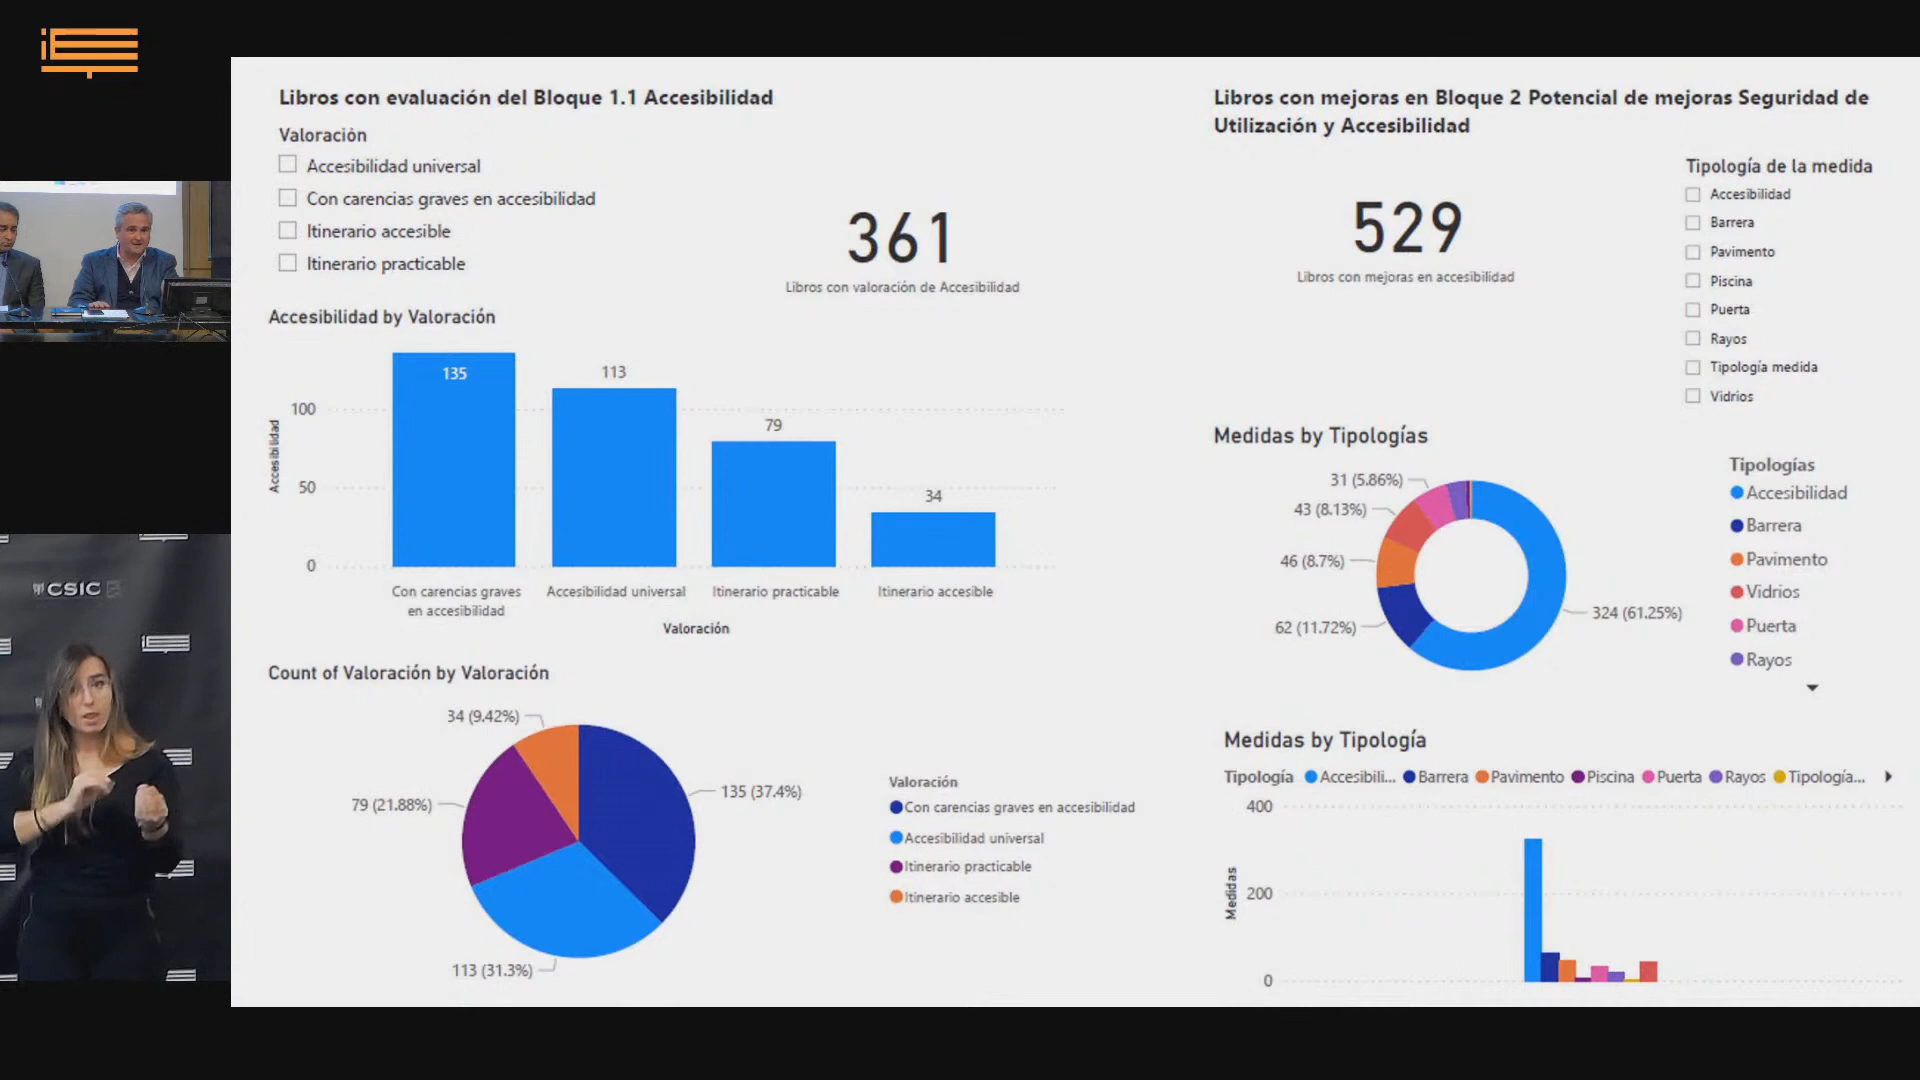 Libros con evaluación del Bloque 1.1 Accesibilidad
Valoración
Accesibilidad universal
Con carencias graves en accesibilidad
Itinerario accesible
Itinerario practicable
361
Libros con valoración de Accesibilidad
Accesibilidad by Valoración
135
113
79
34
100
50
0
Accesibilidad
Con carencias graves
en accesibilidad
Accesibilidad universal
Itinerario practicable
Itinerario accesible
Valoración
Count of Valoración by Valoración
34 (9.42%)
79 (21.88%)
135 (37.4%)
113 (31.3%)
Valoración
Con carencias graves en accesibilidad
Accesibilidad universal
Itinerario practicable
Itinerario accesible
Libros con mejoras en Bloque 2 Potencial de mejoras Seguridad de
Utilización y Accesibilidad
529
Libros con mejoras en accesibilidad
Tipología de la medida
Accesibilidad
Barrera
Pavimento
Piscina
Puerta
Rayos
Tipología medida
Vidrios
Medidas by Tipologías
31 (5.86%)
43 (8.13%)
46 (8.7%)
62 (11.72%)
324 (61.25%)
Tipologías
Accesibilidad
Barrera
Pavimento
Vidrios
Puerta
Rayos
Medidas by Tipología
Tipología Accesibili... Barrera Pavimento Piscina Puerta Rayos Tipología...
400
200
0
Medidas
CSIC